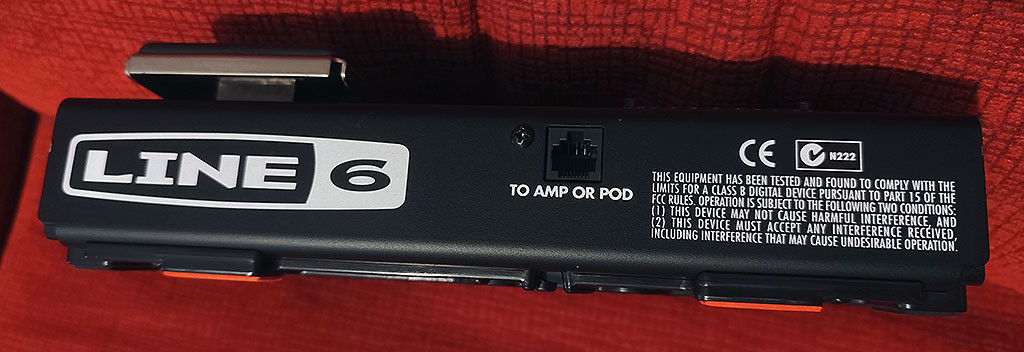 LINE 6
TO AMP OR POD
CE
N222
THIS EQUIPMENT HAS BEEN TESTED AND FOUND TO COMPLY WITH THE
LIMITS FOR A CLASS B DIGITAL DEVICE PURSUANT TO PART 15 OF THE
FCC RULES. OPERATION IS SUBJECT TO THE FOLLOWING TWO CONDITIONS:
(1) THIS DEVICE MAY NOT CAUSE HARMFUL INTERFERENCE, AND
(2) THIS DEVICE MUST ACCEPT ANY INTERFERENCE RECEIVED,
INCLUDING INTERFERENCE THAT MAY CAUSE UNDESIRABLE OPERATION.